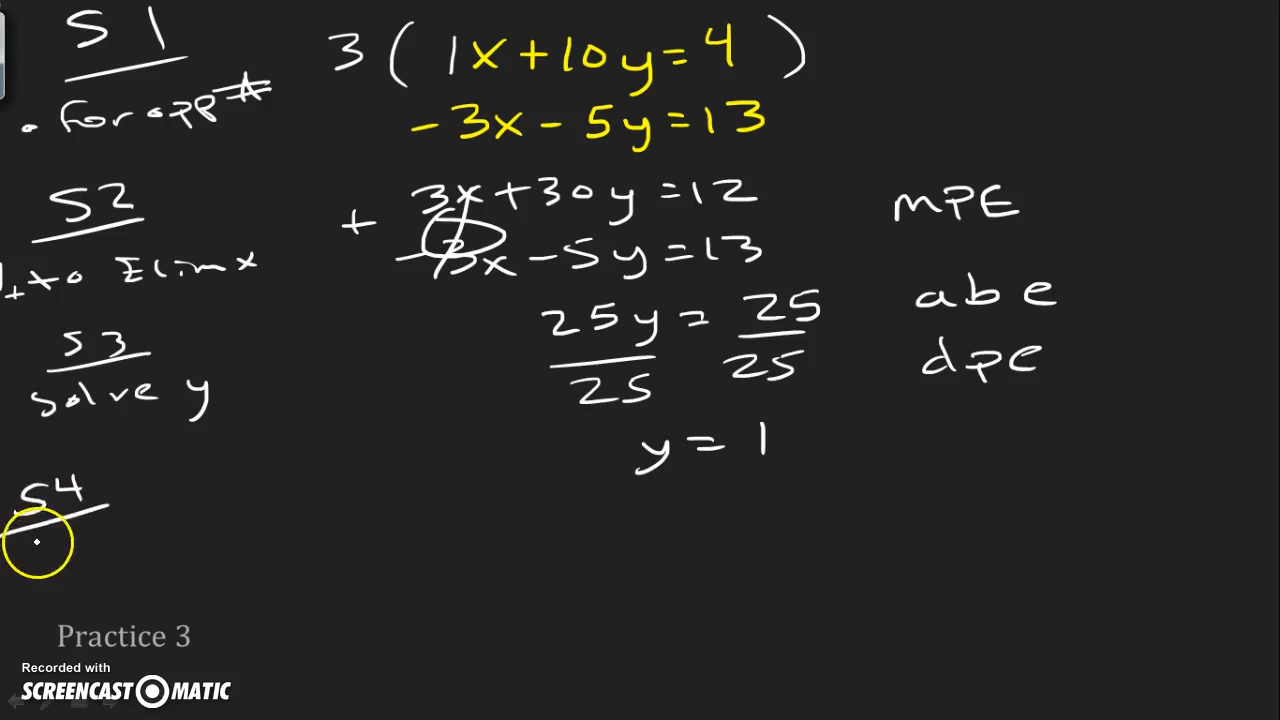 S1
3 ( 1x + 10y = 4 )
• For opp #
- 3x - 5y = 13
S2
+ 3x + 30y = 12 MPE
+ to Elim x
- 3x - 5y = 13
S3
25y = 25 abe
solve y
25 25 dpe
y = 1
S4
Practice 3
Recorded with
SCREENCAST MATIC